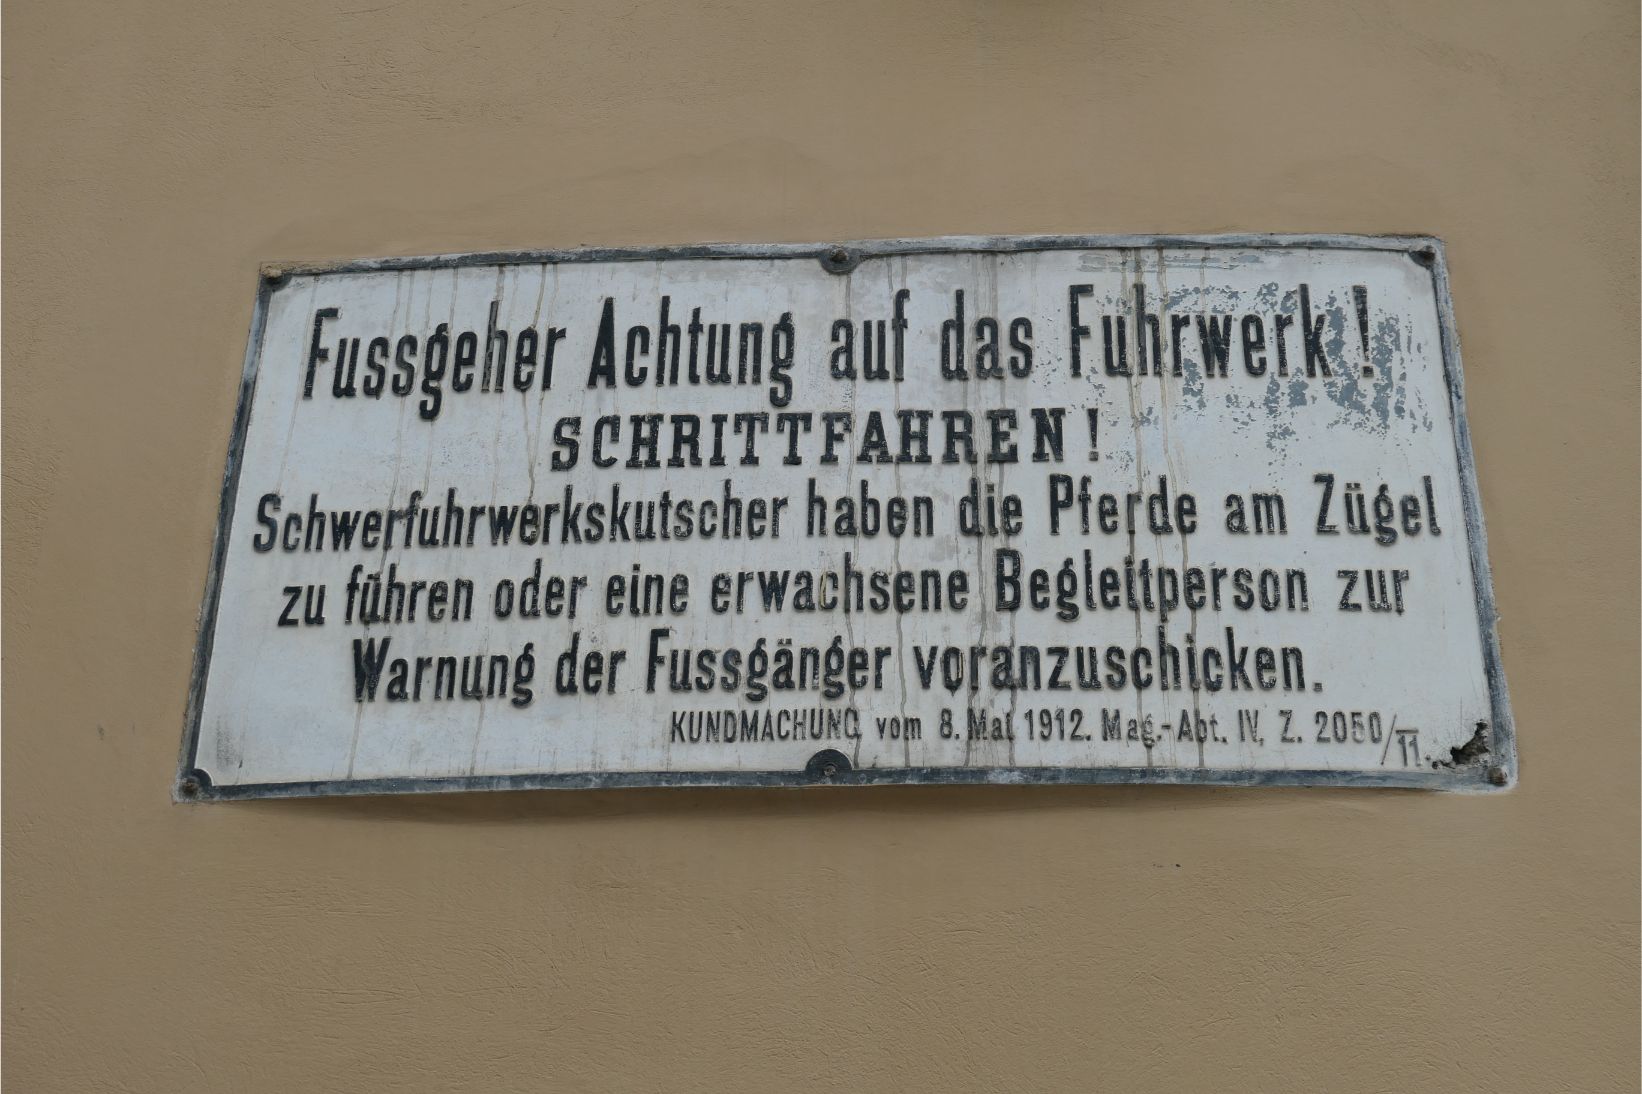 Fussgeher Achtung auf das Fuhrwerk!
SCHRITTFAHREN!
Schwerfuhrwerkskutscher haben die Pferde am Zügel
zu führen oder eine erwachsene Begleitperson zur
Warnung der Fussgänger voranzuschicken.
KUNDMACHUNG vom 8. Mai 1912. Mag.-Abt. IV, Z. 2050/11.